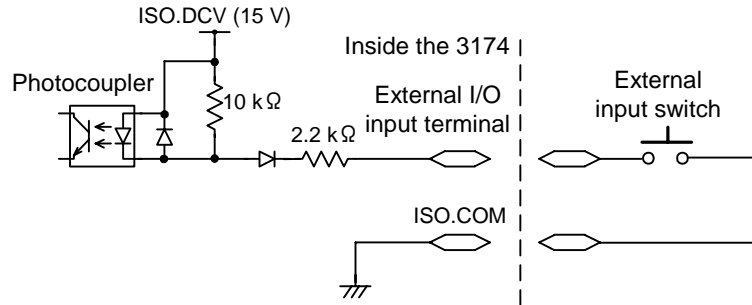 ISO.DCV (15 V)
Inside the 3174
Photocoupler
10 kΩ
External I/O
input terminal
External
input switch
2.2 kΩ
ISO.COM